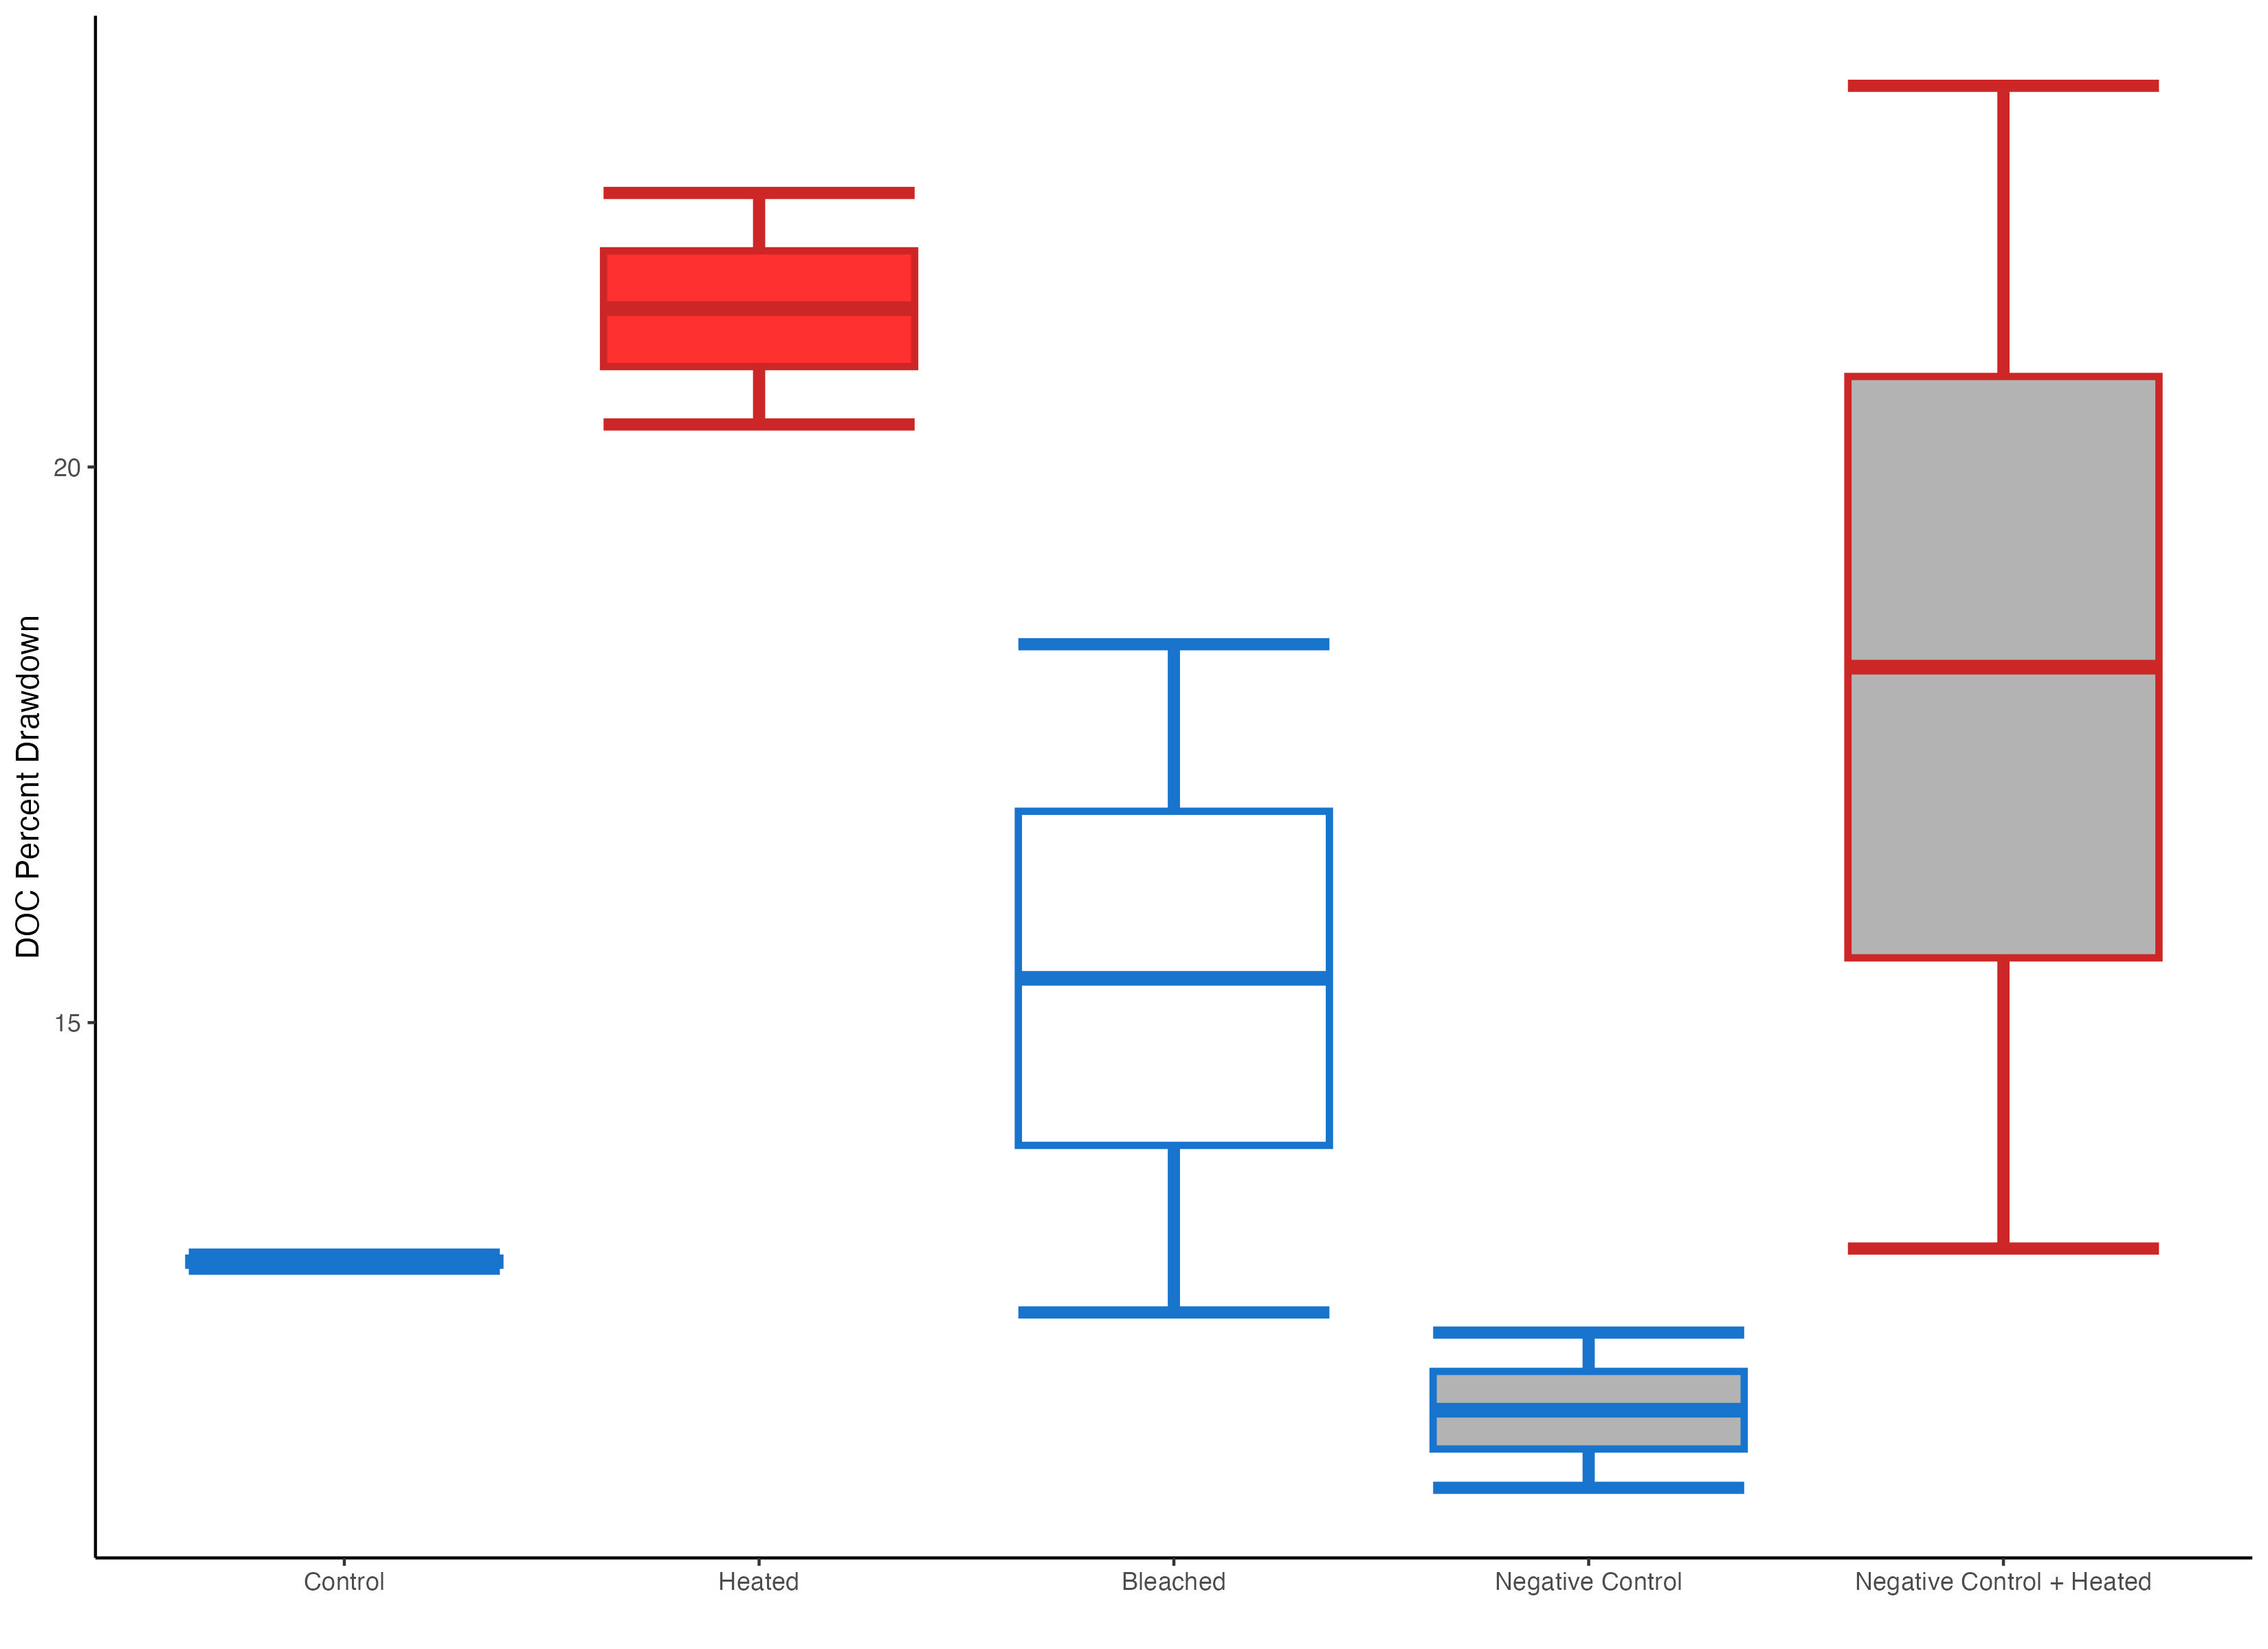 DOC Percent Drawdown
20
15
Control
Heated
Bleached
Negative Control
Negative Control + Heated